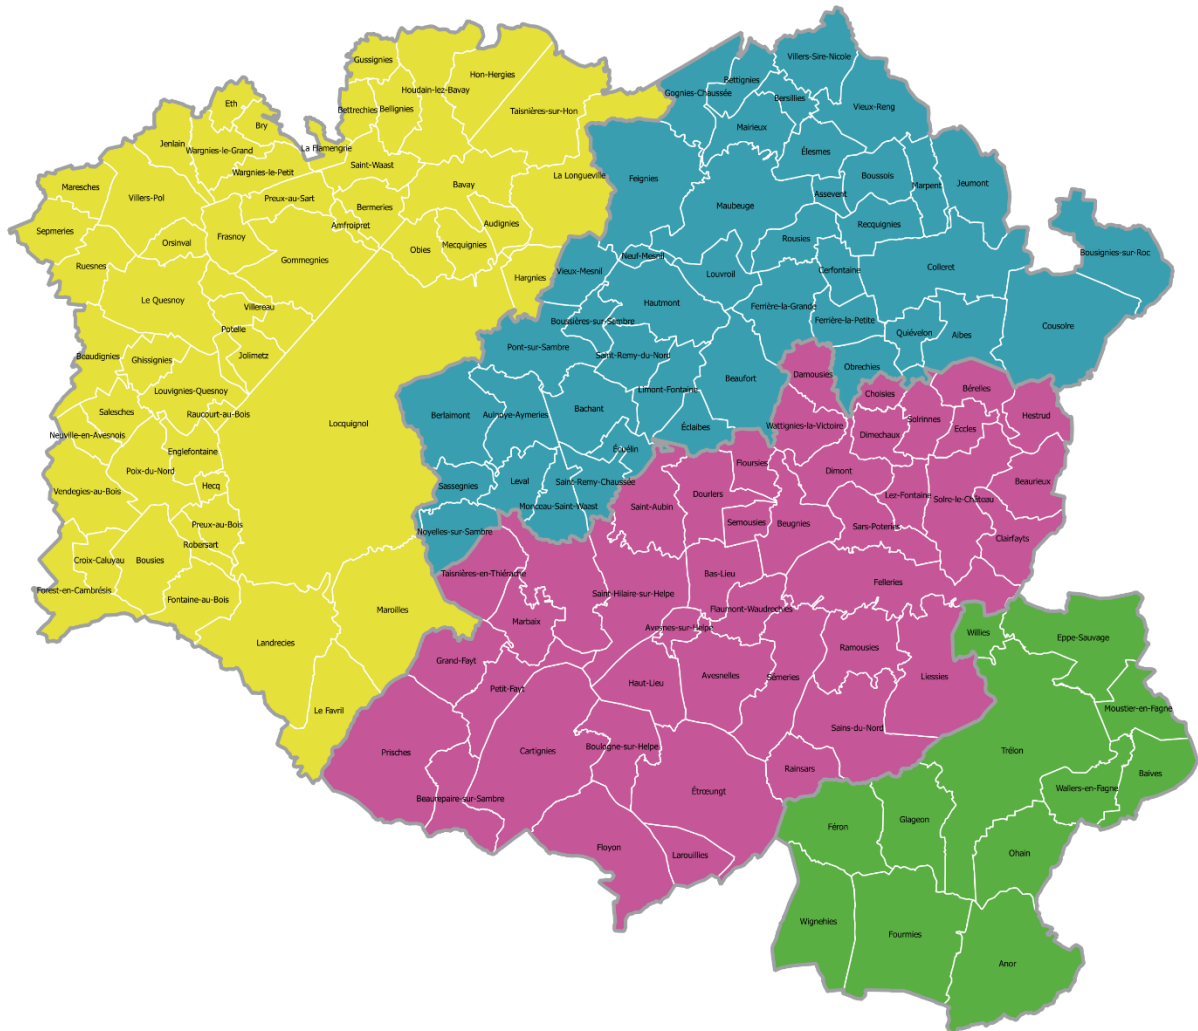 Villers-Sire-Nicole
Gussignies
Hon-Hergies
Bettignies
Houdain-lez-Bavay
Gognies-Chaussée
Bersillies
Eth
Vieux-Reng
Bettrechies
Bellignies
Taisnières-sur-Hon
Bry
Mairieux
Jenlain
Wargnies-le-Grand
La Flamengrie
Élesmes
Saint-Waast
Wargnies-le-Petit
La Longueville
Feignies
Boussois
Maresches
Villers-Pol
Bavay
Marpent
Jeumont
Preux-au-Sart
Assevent
Bermeries
Maubeuge
Audignies
Recquignies
Amfroipret
Sepmeries
Orsinval
Frasnoy
Rousies
Mecquignies
Obies
Bousignies-sur-Roc
Gommegnies
Neuf-Mesnil
Ruesnes
Vieux-Mesnil
Louvroil
Cerfontaine
Colleret
Hargnies
Le Quesnoy
Hautmont
Villereau
Ferrière-la-Grande
Boussières-sur-Sambre
Ferrière-la-Petite
Cousolre
Potelle
Quiévelon
Aibes
Pont-sur-Sambre
Jolimetz
Beaudignies
Ghissignies
Saint-Remy-du-Nord
Obrechies
Damousies
Beaufort
Bérelles
Louvignies-Quesnoy
Limont-Fontaine
Choisies
Salesches
Raucourt-au-Bois
Bachant
Berlaimont
Aulnoye-Aymeries
Hestrud
Solrinnes
Locquignol
Wattignies-la-Victoire
Éclaibes
Eccles
Neuville-en-Avesnois
Dimechaux
Englefontaine
Écuélin
Floursies
Poix-du-Nord
Dimont
Leval
Saint-Remy-Chaussée
Beaurieux
Hecq
Sassegnies
Vendegies-au-Bois
Dourlers
Lez-Fontaine
Solre-le-Château
Monceau-Saint-Waast
Saint-Aubin
Semousies
Preux-au-Bois
Sars-Poteries
Beugnies
Noyelles-sur-Sambre
Clairfayts
Robersart
Croix-Caluyau
Bousies
Taisnières-en-Thiérache
Bas-Lieu
Felleries
Forest-en-Cambrésis
Saint-Hilaire-sur-Helpe
Fontaine-au-Bois
Maroilles
Flaumont-Waudrechies
Marbaix
Avesnes-sur-Helpe
Willies
Eppe-Sauvage
Landrecies
Ramousies
Grand-Fayt
Avesnelles
Sémeries
Liessies
Haut-Lieu
Petit-Fayt
Moustier-en-Fagne
Le Favril
Sains-du-Nord
Boulogne-sur-Helpe
Prisches
Cartignies
Trélon
Rainsars
Baives
Étrœungt
Wallers-en-Fagne
Beaurepaire-sur-Sambre
Glageon
Féron
Floyon
Ohain
Larouillies
Wignehies
Fourmies
Anor